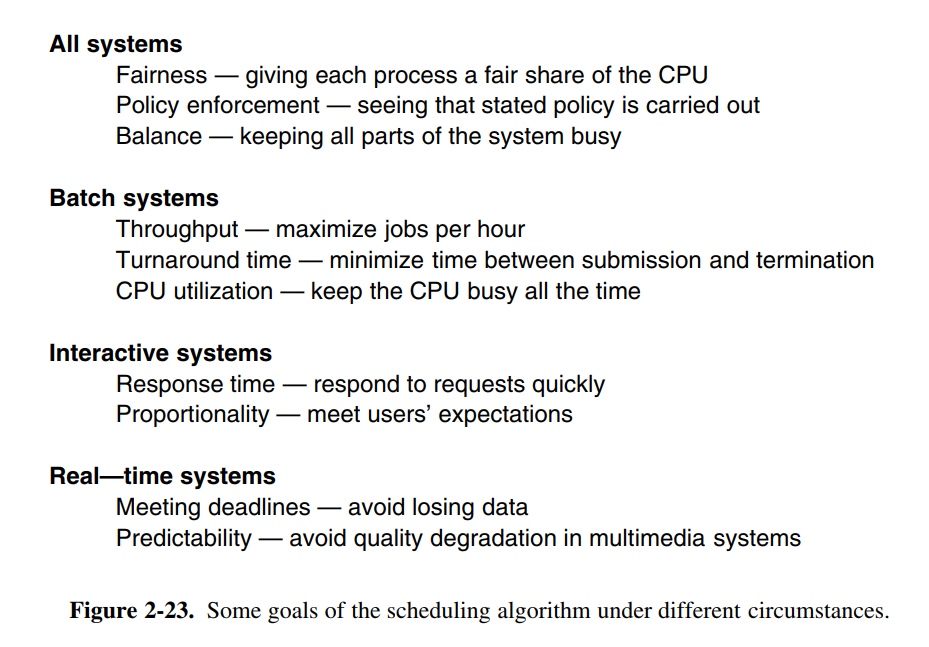 All systems
Fairness — giving each process a fair share of the CPU
Policy enforcement — seeing that stated policy is carried out
Balance — keeping all parts of the system busy
Batch systems
Throughput — maximize jobs per hour
Turnaround time — minimize time between submission and termination
CPU utilization — keep the CPU busy all the time
Interactive systems
Response time — respond to requests quickly
Proportionality — meet users’ expectations
Real—time systems
Meeting deadlines — avoid losing data
Predictability — avoid quality degradation in multimedia systems
Figure 2-23. Some goals of the scheduling algorithm under different circumstances.